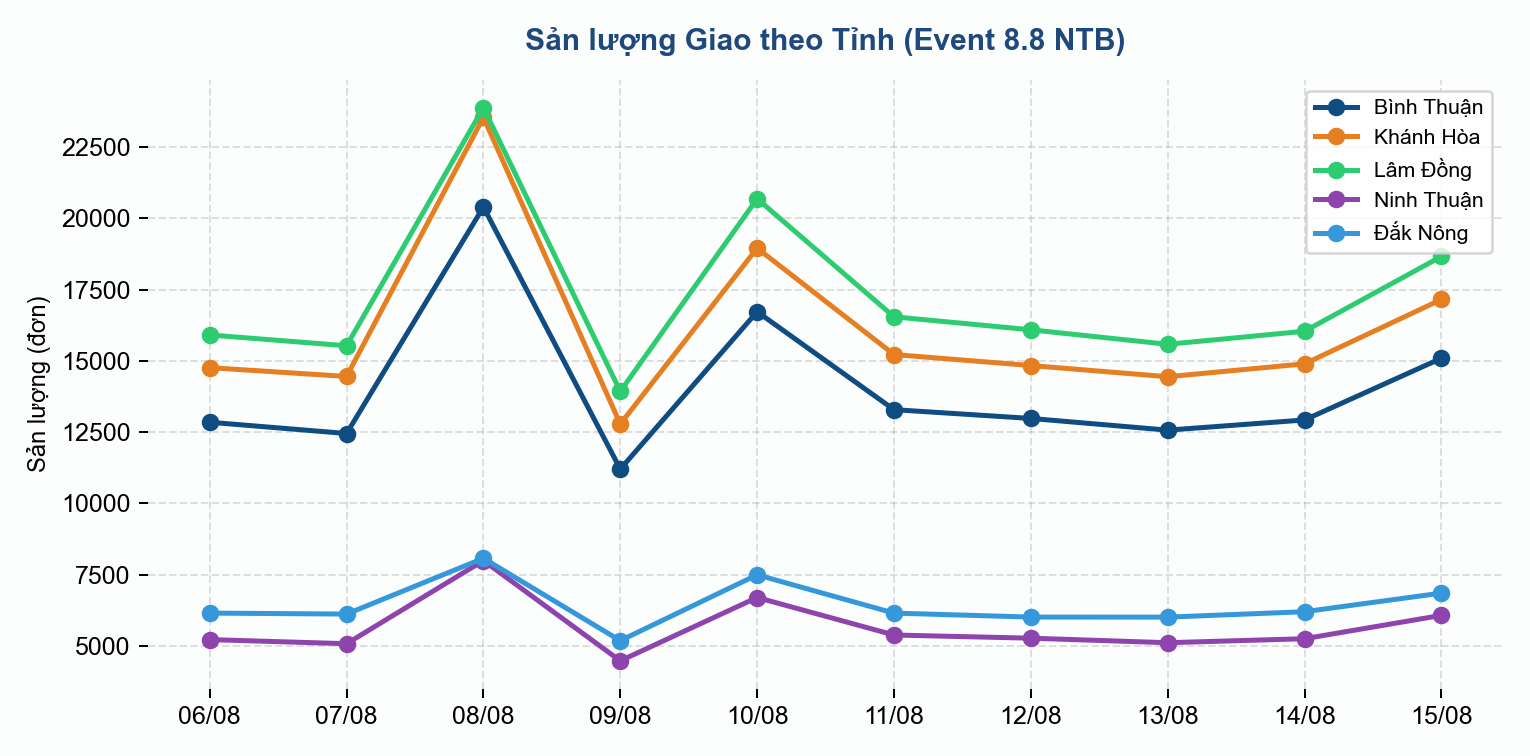 Sản lượng Giao theo Tỉnh (Event 8.8 NTB)
Sản lượng (đơn)
22500
20000
17500
15000
12500
10000
7500
5000
06/08 07/08 08/08 09/08 10/08 11/08 12/08 13/08 14/08 15/08
Bình Thuận
Khánh Hòa
Lâm Đồng
Ninh Thuận
Đắk Nông